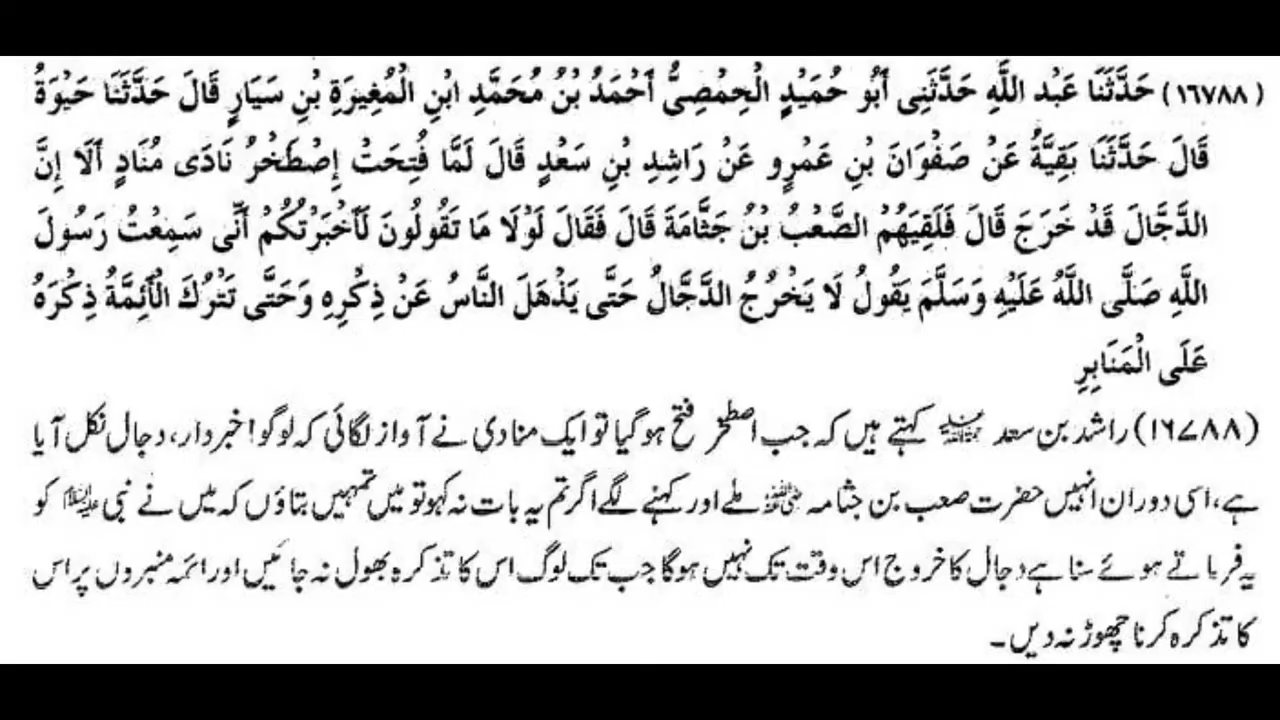 (١٦٧٨٨) حَدَّثَنَا عَبْد اللَّهِ حَدَّثَنِى أَبُو حُمَيْدٍ الْحِمْصِىُّ أَحْمَدُ بْنُ مُحَمَّدِ ابْنِ الْمُغِيرَةِ بْنِ سَيَارٍ قَالَ حَدَّثَنَا حَيْوَةُ
قَالَ حَدَّثَنَا بَقِيَّةُ عَنْ صَفْوَانَ بْنِ عَمْرٍو عَنْ رَاشِدِ بْنِ سَعْدٍ قَالَ لَمَّا فُتِحَتْ إِصْطَخْرُ نَادَى مُنَادٍ أَلَا إِنَّ
الدَّجَّالَ قَدْ خَرَجَ قَالَ فَلَقِيَهُمْ الصَّعْبُ بْنُ جَثَّامَةَ قَالَ فَقَالَ لَوْلَا مَا تَقُولُونَ لَأَخْبَرْتُكُمْ أَنِّى سَمِعْتُ رَسُولَ
اللَّهِ صَلَّى اللَّهُ عَلَيْهِ وَسَلَّمَ يَقُولُ لَا يَخْرُجُ الدَّجَّالُ حَتَّى يَذْهَلَ النَّاسُ عَنْ ذِكْرِهِ وَحَتَّى تَتْرُكَ الْأَئِمَّةُ ذِكْرَهُ
عَلَى الْمَنَابِرِ
(١٦٧٨٨) راشد بن سعد کہتے ہیں کہ جب اصطخر فتح ہوگیا تو ایک منادی نے آواز لگائی کہ لوگو! خبردار، دجال نکل آیا
ہے، اسی دوران انہیں حضرت صعب بن جثامہ ملے اور کہنے لگے اگر تم یہ بات نہ کہو تو میں تمہیں بتاؤں کہ میں نے نبی کو
یہ فرماتے ہوئے سنا ہے دجال کا خروج اس وقت تک نہیں ہوگا جب تک لوگ اس کا تذکرہ بھول نہ جائیں اور ائمہ منبروں پر اس
کا تذکرہ کرنا چھوڑ نہ دیں۔